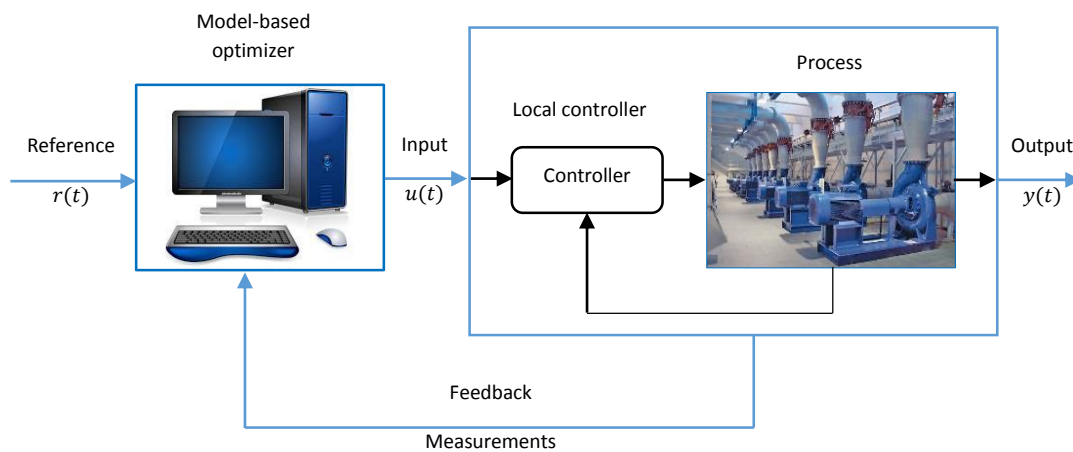 Model-based
optimizer
Process
Local controller
Reference
Input
Output
Controller
r(t)
u(t)
y(t)
Feedback
Measurements